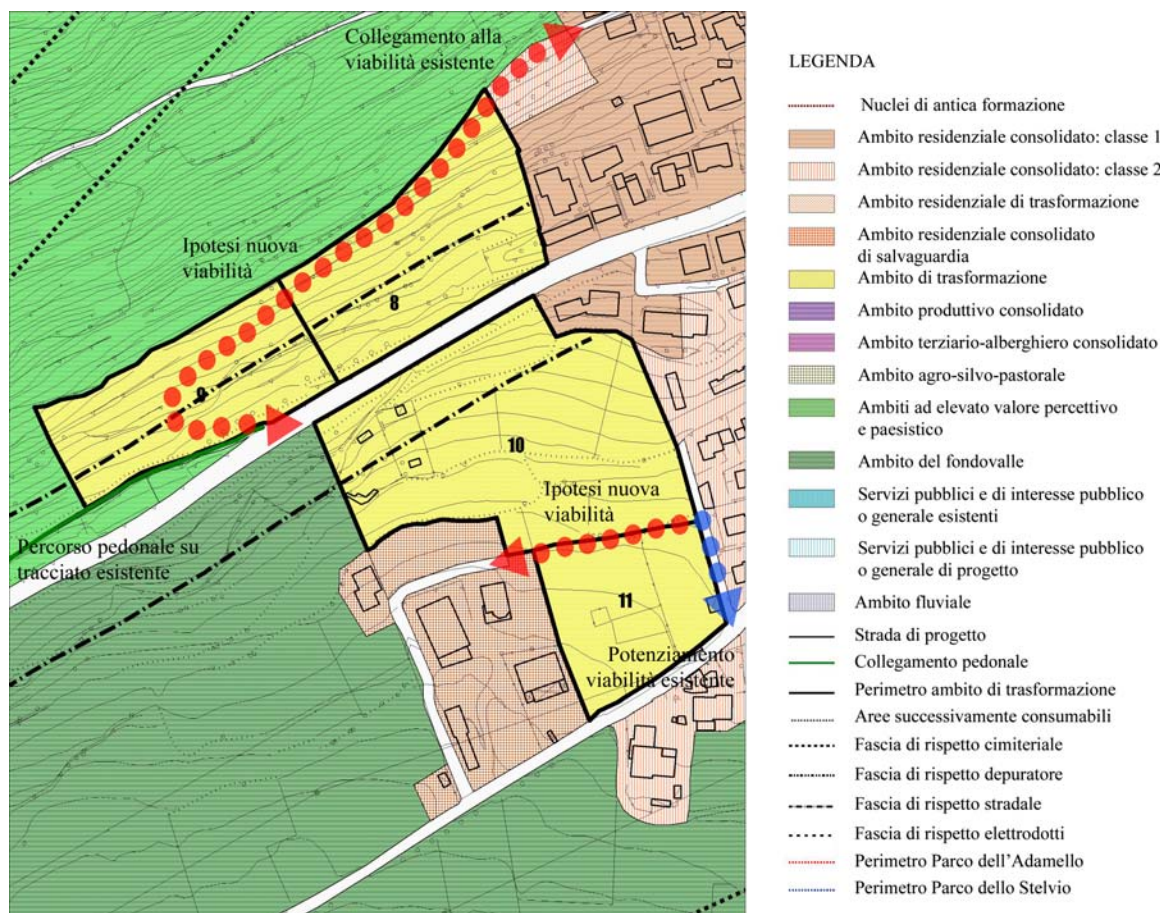 Collegamento alla
viabilità esistente
Ipotesi nuova
viabilità
8
9
10
Ipotesi nuova
viabilità
Percorso pedonale su
tracciato esistente
11
Potenziamento
viabilità esistente
LEGENDA
Nuclei di antica formazione
Ambito residenziale consolidato: classe 1
Ambito residenziale consolidato: classe 2
Ambito residenziale di trasformazione
Ambito residenziale consolidato
di salvaguardia
Ambito di trasformazione
Ambito produttivo consolidato
Ambito terziario-alberghiero consolidato
Ambito agro-silvo-pastorale
Ambiti ad elevato valore percettivo
e paesistico
Ambito del fondovalle
Servizi pubblici e di interesse pubblico
o generale esistenti
Servizi pubblici e di interesse pubblico
o generale di progetto
Ambito fluviale
Strada di progetto
Collegamento pedonale
Perimetro ambito di trasformazione
Aree successivamente consumabili
Fascia di rispetto cimiteriale
Fascia di rispetto depuratore
Fascia di rispetto stradale
Fascia di rispetto elettrodotti
Perimetro Parco dell'Adamello
Perimetro Parco dello Stelvio